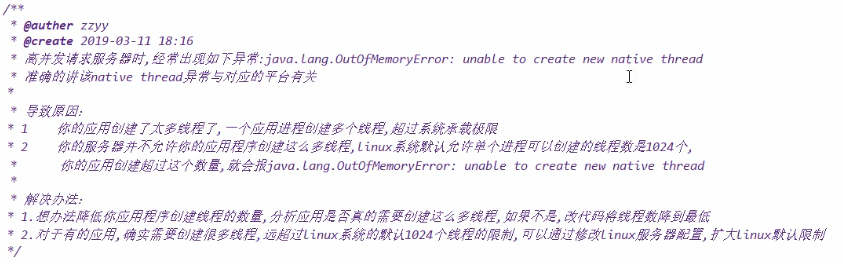 /**
 * @auther zzyy
 * @create 2019-03-11 18:16
 * 高并发请求服务器时,经常出现如下异常:java.lang.OutOfMemoryError: unable to create new native thread
 * 准确的讲该native thread异常与对应的平台有关
 *
 * 导致原因:
 * 1 你的应用创建了太多线程了,一个应用进程创建多个线程,超过系统承载极限
 * 2 你的服务器并不允许你的应用程序创建这么多线程,linux系统默认允许单个进程可以创建的线程数是1024个,
 * 你的应用创建超过这个数量,就会报java.lang.OutOfMemoryError: unable to create new native thread
 *
 * 解决办法:
 * 1.想办法降低你应用程序创建线程的数量,分析应用是否真的需要创建这么多线程,如果不是,改代码将线程数降到最低
 * 2.对于有的应用,确实需要创建很多线程,远超过linux系统的默认1024个线程的限制,可以通过修改linux服务器配置,扩大linux默认限制
 */